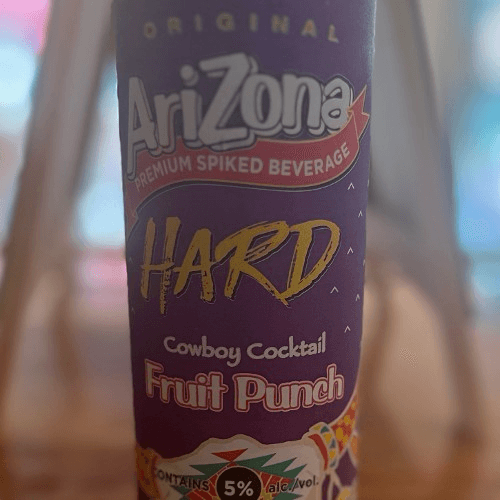 ORIGINAL
AriZona
PREMIUM SPIKED BEVERAGE
HARD
Cowboy Cocktail
Fruit Punch
CONTAINS 5% alc./vol.